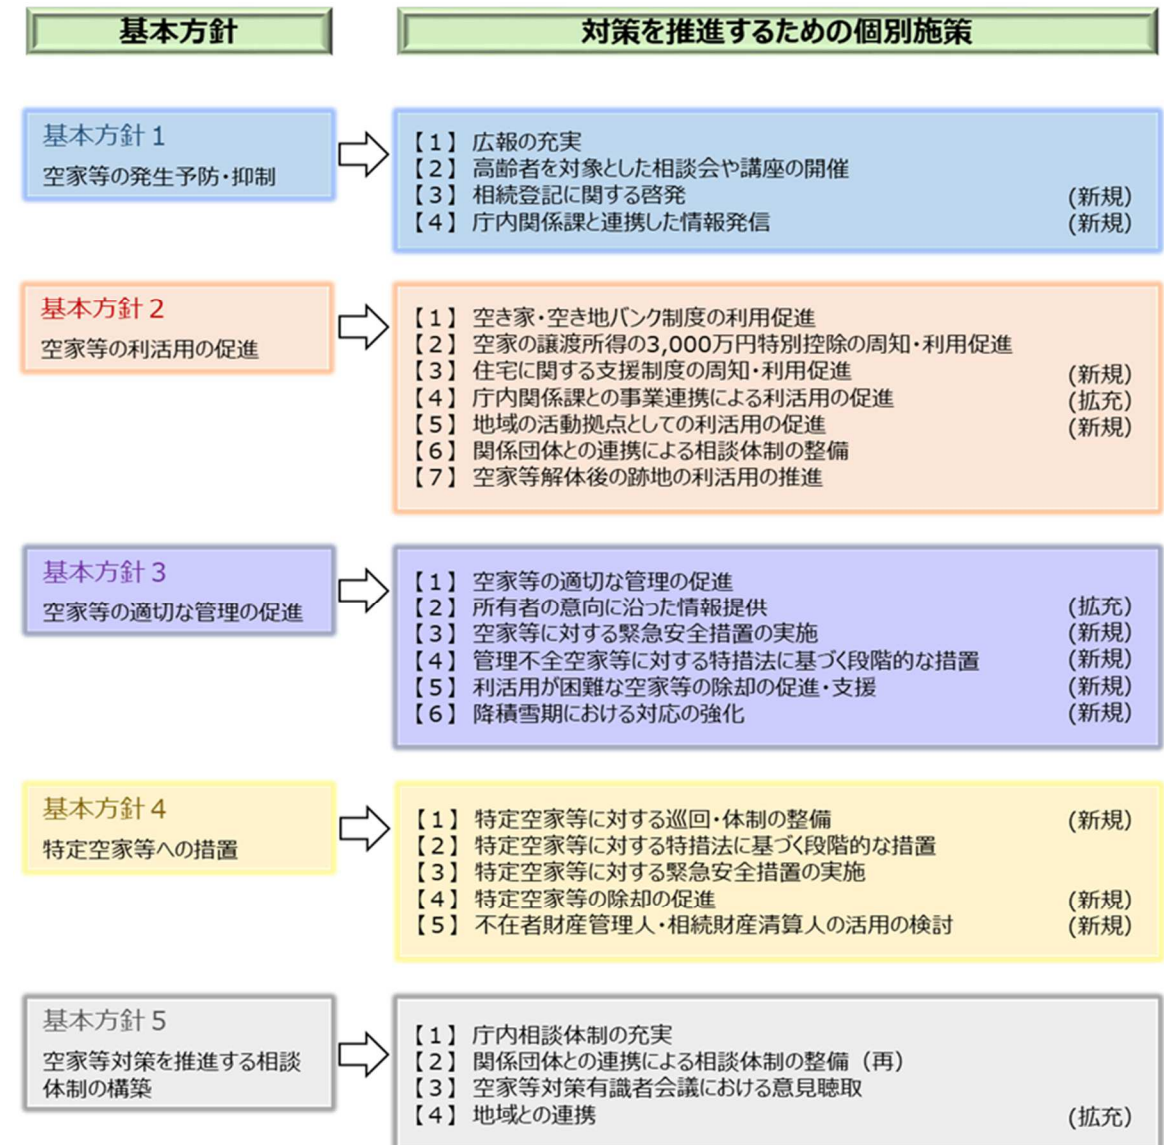 基本方針
対策を推進するための個別施策
基本方針1
空家等の発生予防・抑制
【1】 広報の充実
【2】 高齢者を対象とした相談会や講座の開催
【3】 相続登記に関する啓発 (新規)
【4】 庁内関係課と連携した情報発信 (新規)
基本方針2
空家等の利活用の促進
【1】 空き家・空き地バンク制度の利用促進
【2】 空家の譲渡所得の3,000万円特別控除の周知・利用促進
【3】 住宅に関する支援制度の周知・利用促進 (新規)
【4】 庁内関係課との事業連携による利活用の促進 (拡充)
【5】 地域の活動拠点としての利活用の促進 (新規)
【6】 関係団体との連携による相談体制の整備
【7】 空家等解体後の跡地の利活用の推進
基本方針3
空家等の適切な管理の促進
【1】 空家等の適切な管理の促進
【2】 所有者の意向に沿った情報提供 (拡充)
【3】 空家等に対する緊急安全措置の実施 (新規)
【4】 管理不全空家等に対する特措法に基づく段階的な措置 (新規)
【5】 利活用が困難な空家等の除却の促進・支援 (新規)
【6】 降積雪期における対応の強化 (新規)
基本方針4
特定空家等への措置
【1】 特定空家等に対する巡回・体制の整備 (新規)
【2】 特定空家等に対する特措法に基づく段階的な措置
【3】 特定空家等に対する緊急安全措置の実施
【4】 特定空家等の除却の促進 (新規)
【5】 不在者財産管理人・相続財産清算人の活用の検討 (新規)
基本方針5
空家等対策を推進する相談
体制の構築
【1】 庁内相談体制の充実
【2】 関係団体との連携による相談体制の整備（再）
【3】 空家等対策有識者会議における意見聴取
【4】 地域との連携 (拡充)